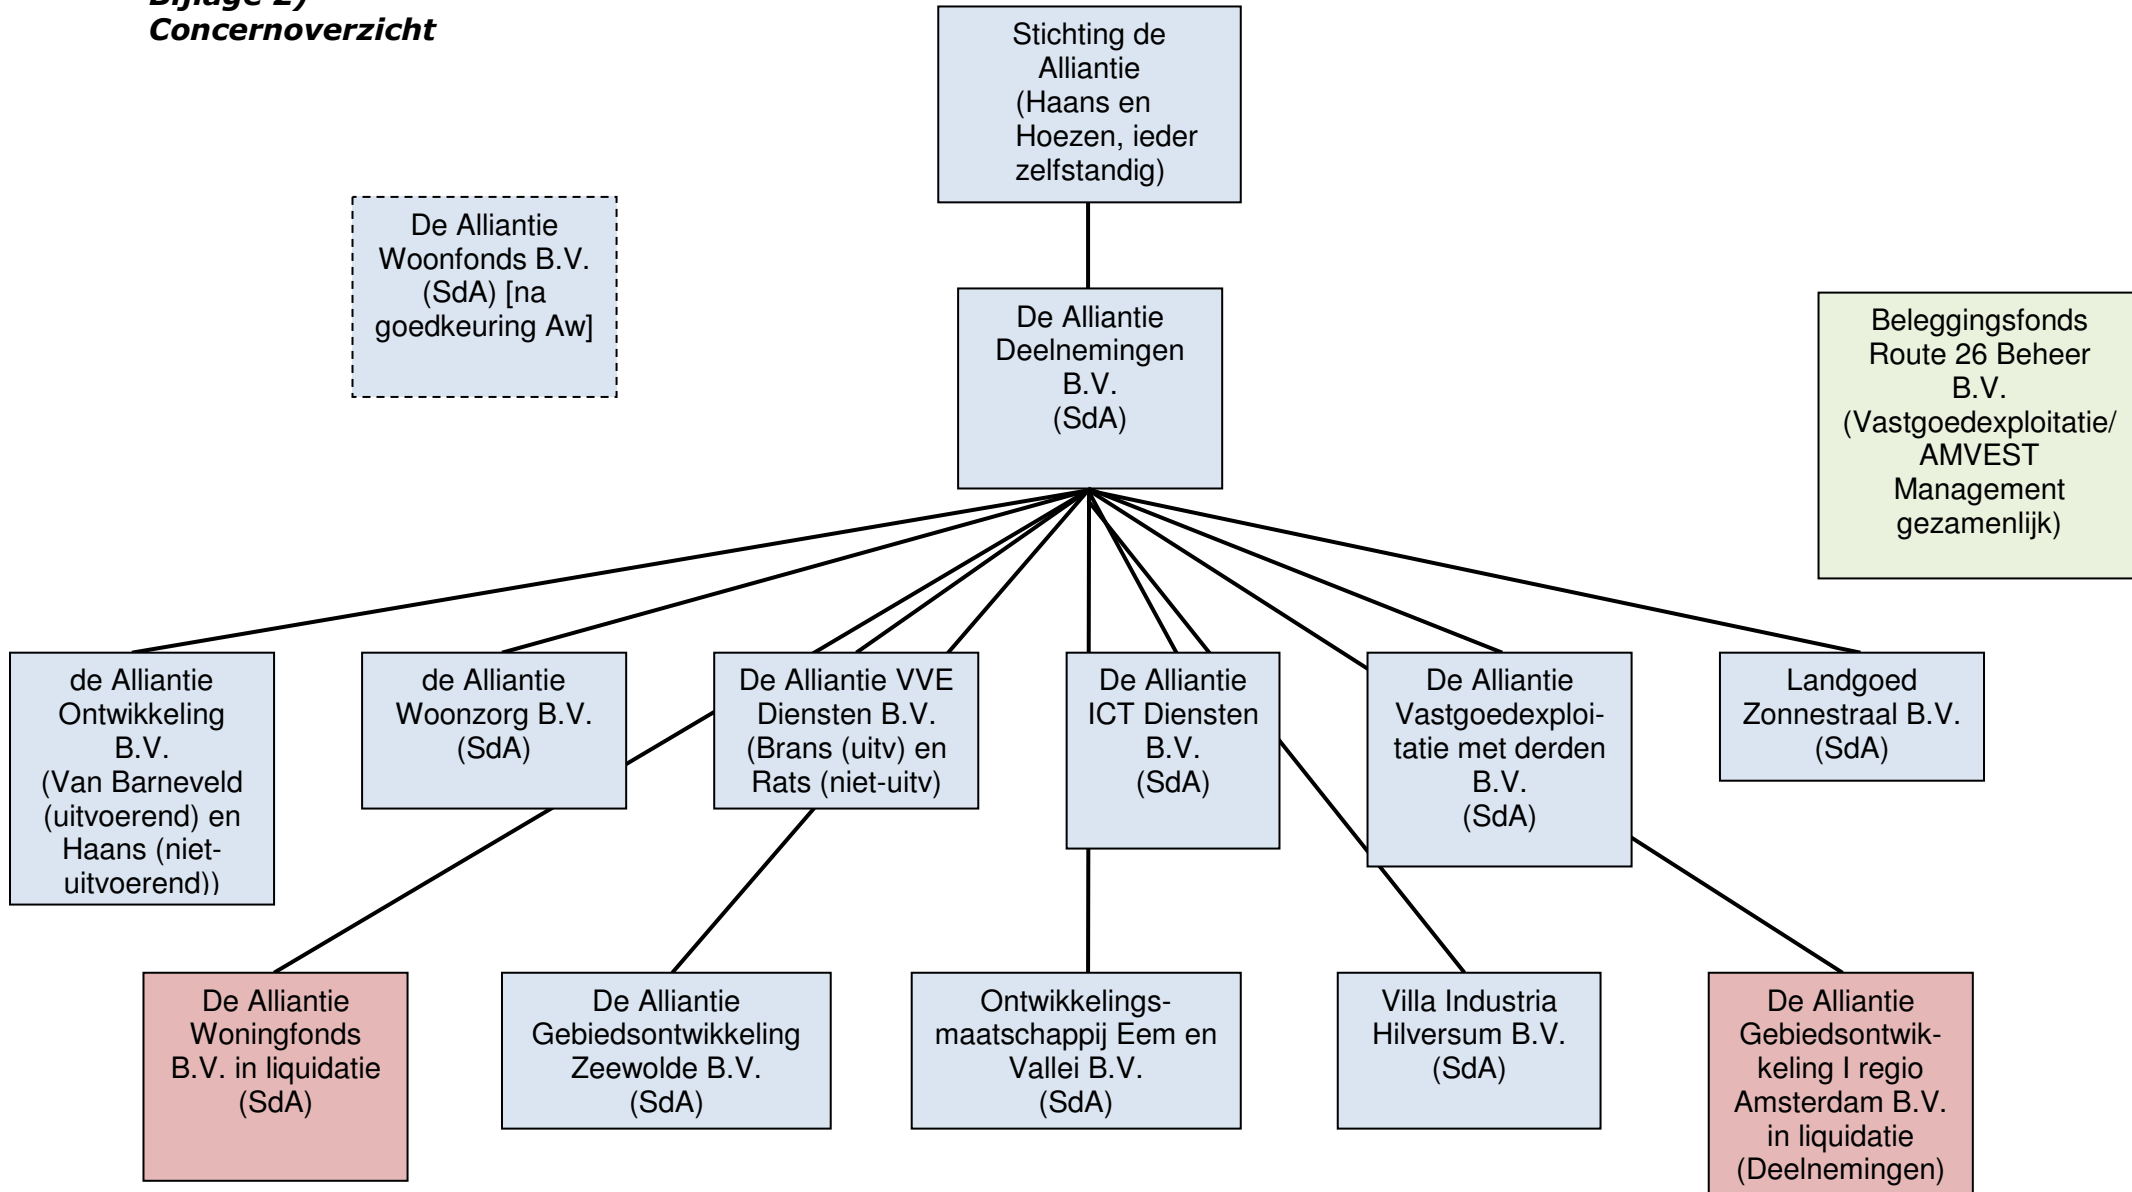 Bijlage 2)
Concernoverzicht
Stichting de
Alliantie
(Haans en
Hoezen, ieder
zelfstandig)
De Alliantie
Woonfonds B.V.
(SdA) [na
goedkeuring Aw]
De Alliantie
Deelnemingen
B.V.
(SdA)
Beleggingsfonds
Route 26 Beheer
B.V.
(Vastgoedexploitatie/
AMVEST
Management
gezamenlijk)
de Alliantie
Ontwikkeling
B.V.
(Van Barneveld
(uitvoerend) en
Haans (niet-
uitvoerend))
de Alliantie
Woonzorg B.V.
(SdA)
De Alliantie VVE
Diensten B.V.
(Brans (uitv) en
Rats (niet-uitv)
De Alliantie
ICT Diensten
B.V.
(SdA)
De Alliantie
Vastgoedexploi-
tatie met derden
B.V.
(SdA)
Landgoed
Zonnestraal B.V.
(SdA)
De Alliantie
Woningfonds
B.V. in liquidatie
(SdA)
De Alliantie
Gebiedsontwikkeling
Zeewolde B.V.
(SdA)
Ontwikkelings-
maatschappij Eem en
Vallei B.V.
(SdA)
Villa Industria
Hilversum B.V.
(SdA)
De Alliantie
Gebiedsontwik-
keling I regio
Amsterdam B.V.
in liquidatie
(Deelnemingen)